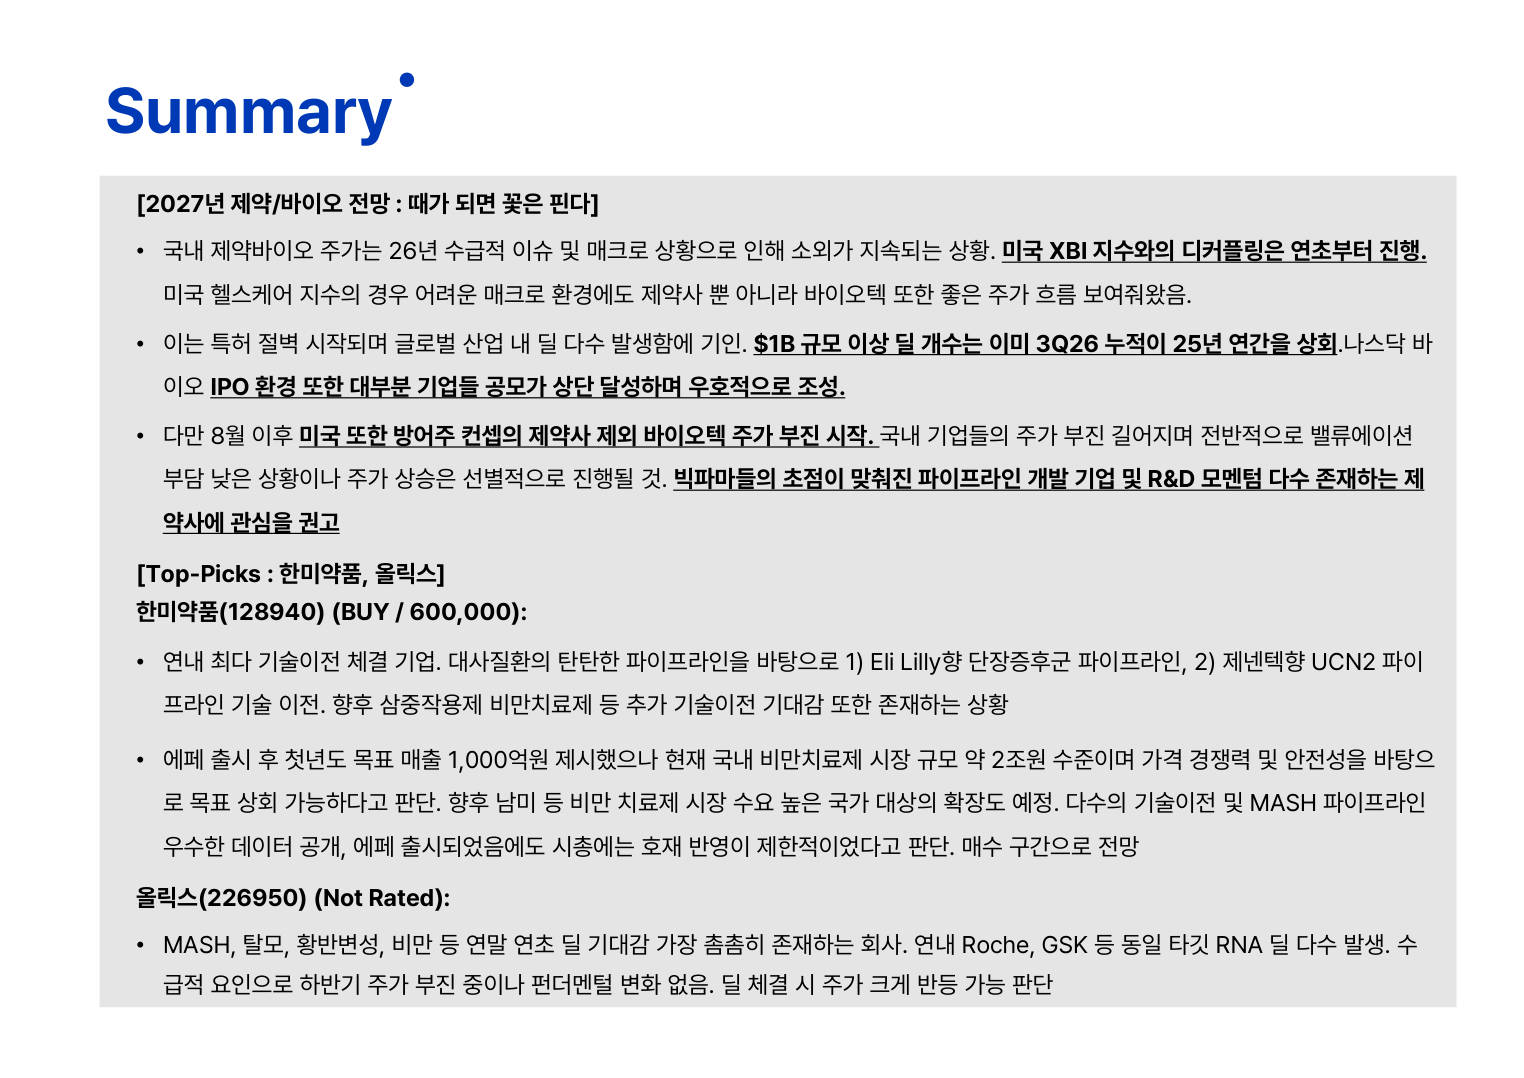 Summary
[2027년 제약/바이오 전망 : 때가 되면 꽃은 핀다]
• 국내 제약바이오 주가는 26년 수급적 이슈 및 매크로 상황으로 인해 소외가 지속되는 상황. 미국 XBI 지수와의 디커플링은 연초부터 진행.
미국 헬스케어 지수의 경우 어려운 매크로 환경에도 제약사 뿐 아니라 바이오텍 또한 좋은 주가 흐름 보여줘왔음.
• 이는 특허 절벽 시작되며 글로벌 산업 내 딜 다수 발생함에 기인. $1B 규모 이상 딜 개수는 이미 3Q26 누적이 25년 연간을 상회.나스닥 바
이오 IPO 환경 또한 대부분 기업들 공모가 상단 달성하며 우호적으로 조성.
• 다만 8월 이후 미국 또한 방어주 컨셉의 제약사 제외 바이오텍 주가 부진 시작. 국내 기업들의 주가 부진 길어지며 전반적으로 밸류에이션
부담 낮은 상황이나 주가 상승은 선별적으로 진행될 것. 빅파마들의 초점이 맞춰진 파이프라인 개발 기업 및 R&D 모멘텀 다수 존재하는 제
약사에 관심을 권고
[Top-Picks : 한미약품, 올릭스]
한미약품(128940) (BUY / 600,000):
• 연내 최다 기술이전 체결 기업. 대사질환의 탄탄한 파이프라인을 바탕으로 1) Eli Lilly향 단장증후군 파이프라인, 2) 제넨텍향 UCN2 파이
프라인 기술 이전. 향후 삼중작용제 비만치료제 등 추가 기술이전 기대감 또한 존재하는 상황
• 에페 출시 후 첫년도 목표 매출 1,000억원 제시했으나 현재 국내 비만치료제 시장 규모 약 2조원 수준이며 가격 경쟁력 및 안전성을 바탕으
로 목표 상회 가능하다고 판단. 향후 남미 등 비만 치료제 시장 수요 높은 국가 대상의 확장도 예정. 다수의 기술이전 및 MASH 파이프라인
우수한 데이터 공개, 에페 출시되었음에도 시총에는 호재 반영이 제한적이었다고 판단. 매수 구간으로 전망
올릭스(226950) (Not Rated):
• MASH, 탈모, 황반변성, 비만 등 연말 연초 딜 기대감 가장 촘촘히 존재하는 회사. 연내 Roche, GSK 등 동일 타깃 RNA 딜 다수 발생. 수
급적 요인으로 하반기 주가 부진 중이나 펀더멘털 변화 없음. 딜 체결 시 주가 크게 반등 가능 판단